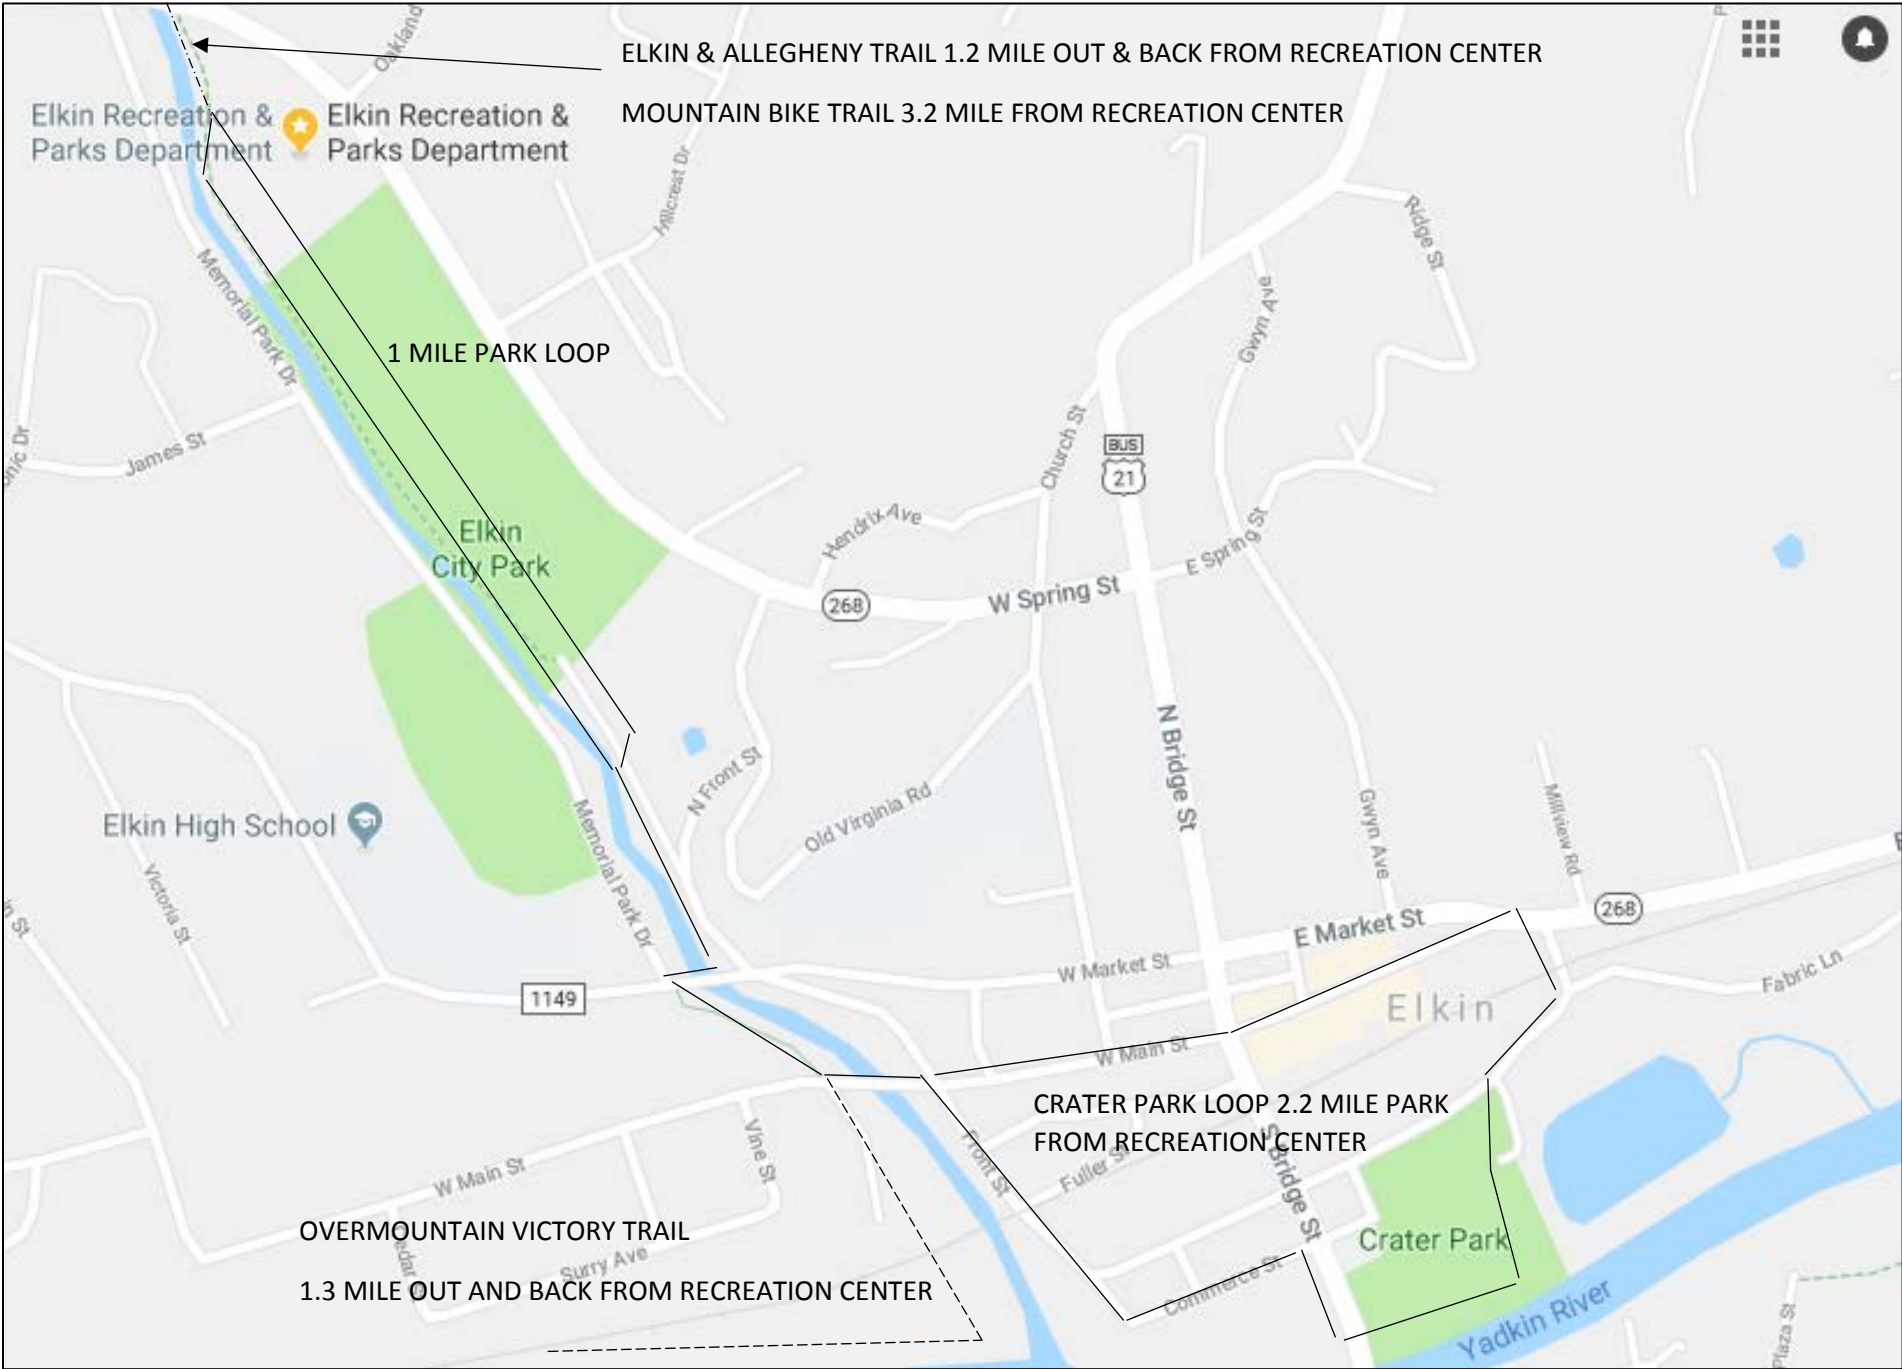 Oakland
ELKIN & ALLEGHENY TRAIL 1.2 MILE OUT & BACK FROM RECREATION CENTER
MOUNTAIN BIKE TRAIL 3.2 MILE FROM RECREATION CENTER
Elkin Recreation &
Parks Department
Elkin Recreation &
Parks Department
Hillcrest Dr
Ridge St
Memorial Park Dr
Gwyn Ave
1 MILE PARK LOOP
James St
Church St
BUS
21
Hendrix Ave
E Spring St
Elkin
City Park
268
W Spring St
N Bridge St
N Front St
Old Virginia Rd
Elkin High School
Memorial Park Dr
Victoria St
Gwyn Ave
Millview Rd
268
E Market St
W Market St
Fabric Ln
1149
Elkin
W Main St
CRATER PARK LOOP 2.2 MILE PARK
FROM RECREATION CENTER
Vine St
Front St
Fuller St
S Bridge St
W Main St
OVERMOUNTAIN VICTORY TRAIL
Crater Park
Surry Ave
1.3 MILE OUT AND BACK FROM RECREATION CENTER
Commerce St
Yadkin River
Plaza St